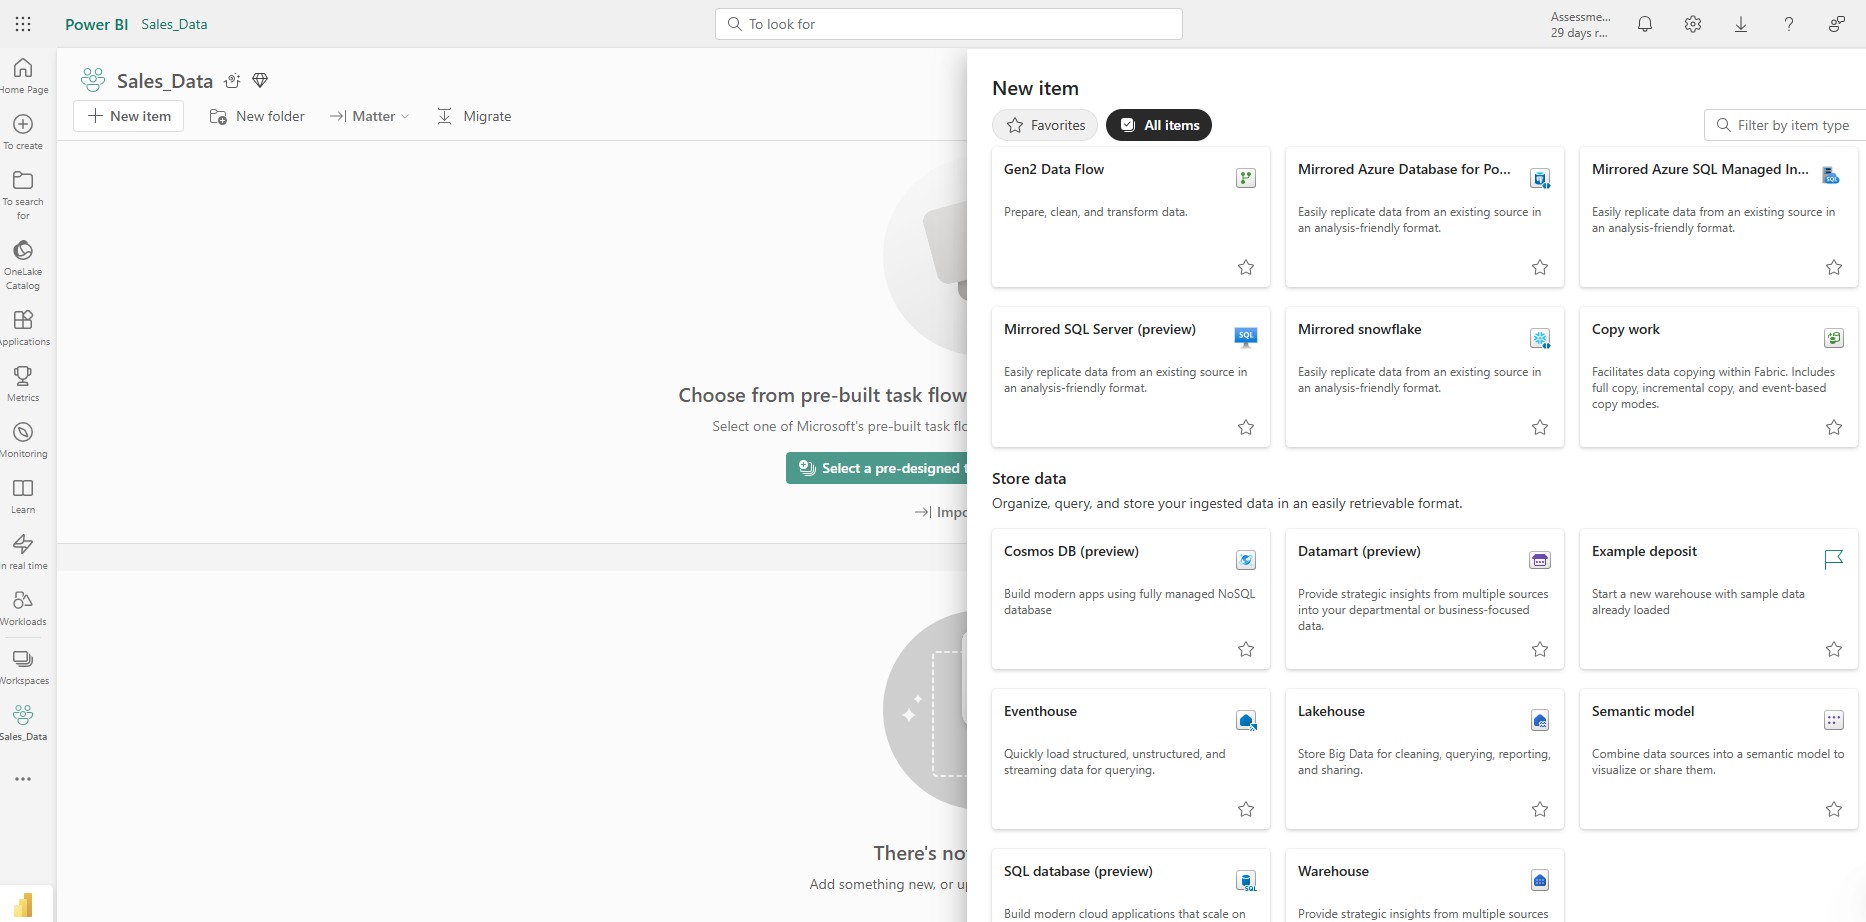 Power BI Sales_Data
To look for
Assessme...
29 days r...
Home Page
To create
To search
for
OneLake
Catalog
Applications
Metrics
Monitoring
Learn
In real time
Workloads
Workspaces
Sales_Data
Sales_Data
New item New folder Matter Migrate
Choose from pre-built task flow
Select one of Microsoft's pre-built task flo
Select a pre-designed t
Impo
There's no
Add something new, or up
New item
Favorites All items
Filter by item type
Gen2 Data Flow
Prepare, clean, and transform data.
Mirrored Azure Database for Po...
Easily replicate data from an existing source in
an analysis-friendly format.
Mirrored Azure SQL Managed In...
SQL
Easily replicate data from an existing source in
an analysis-friendly format.
Mirrored SQL Server (preview)
SQL
Easily replicate data from an existing source in
an analysis-friendly format.
Mirrored snowflake
Easily replicate data from an existing source in
an analysis-friendly format.
Copy work
Facilitates data copying within Fabric. Includes
full copy, incremental copy, and event-based
copy modes.
Store data
Organize, query, and store your ingested data in an easily retrievable format.
Cosmos DB (preview)
Build modern apps using fully managed NoSQL
database
Datamart (preview)
Provide strategic insights from multiple sources
into your departmental or business-focused
data.
Example deposit
Start a new warehouse with sample data
already loaded
Eventhouse
Quickly load structured, unstructured, and
streaming data for querying.
Lakehouse
Store Big Data for cleaning, querying, reporting,
and sharing.
Semantic model
Combine data sources into a semantic model to
visualize or share them.
SQL database (preview)
SQL
Build modern cloud applications that scale on
Warehouse
Provide strategic insights from multiple sources